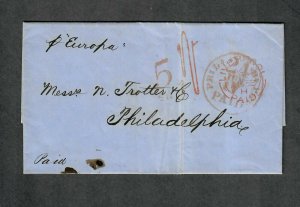 p Europa.
5
Messrs N. Trotter & Co
Philadelphia
Paid